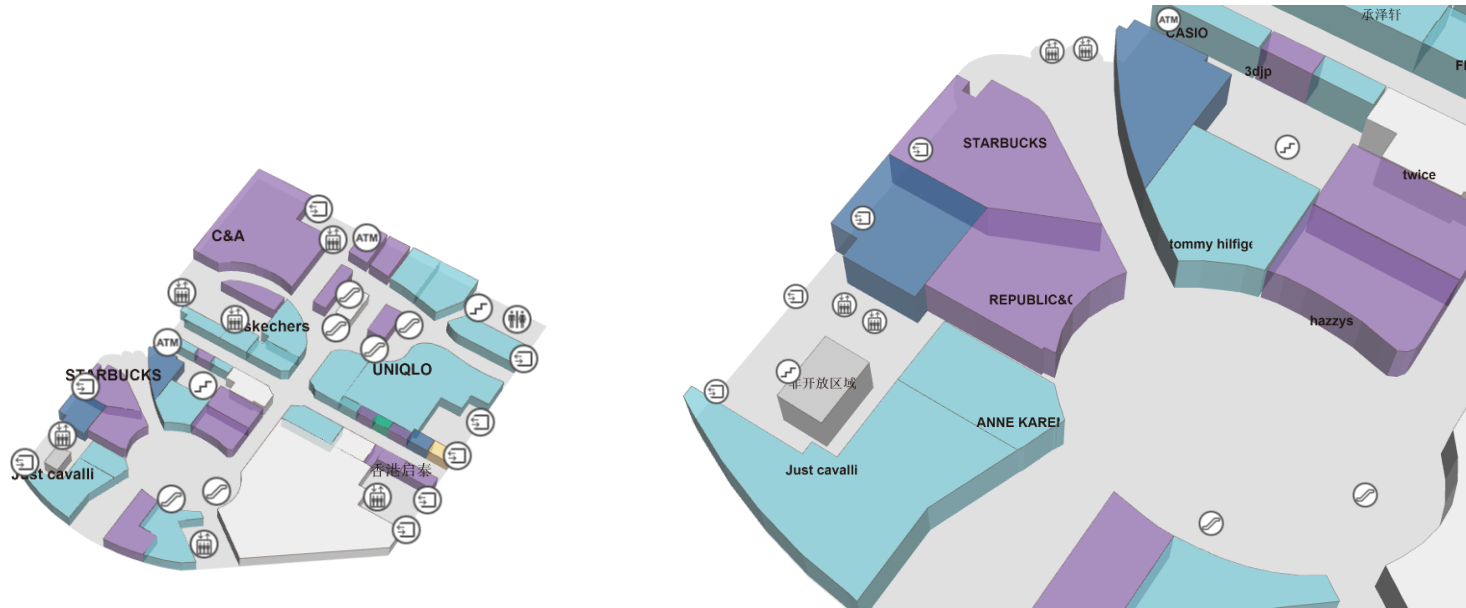 C&A
ATM
skechers
ATM
UNIQLO
STARBUCKS
香港启泰
Just cavalli
承泽轩
ATM
CASIO
3djp
STARBUCKS
twice
tommy hilfige
REPUBLIC&C
hazzys
非开放区域
ANNE KAREI
Just cavalli